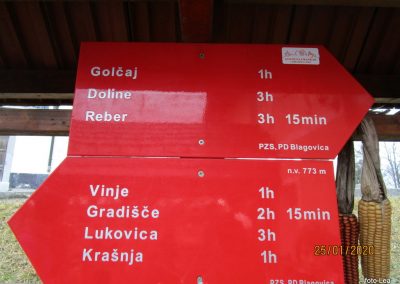 Golčaj 1h
Doline 3h
Reber 3h 15min
PZS, PD Blagovica
n.v. 773 m
Vinje 1h
Gradišče 2h 15min
Lukovica 3h
Krašnja 1h
25/01/2020
PZS, PD Blagovica
foto-Lea